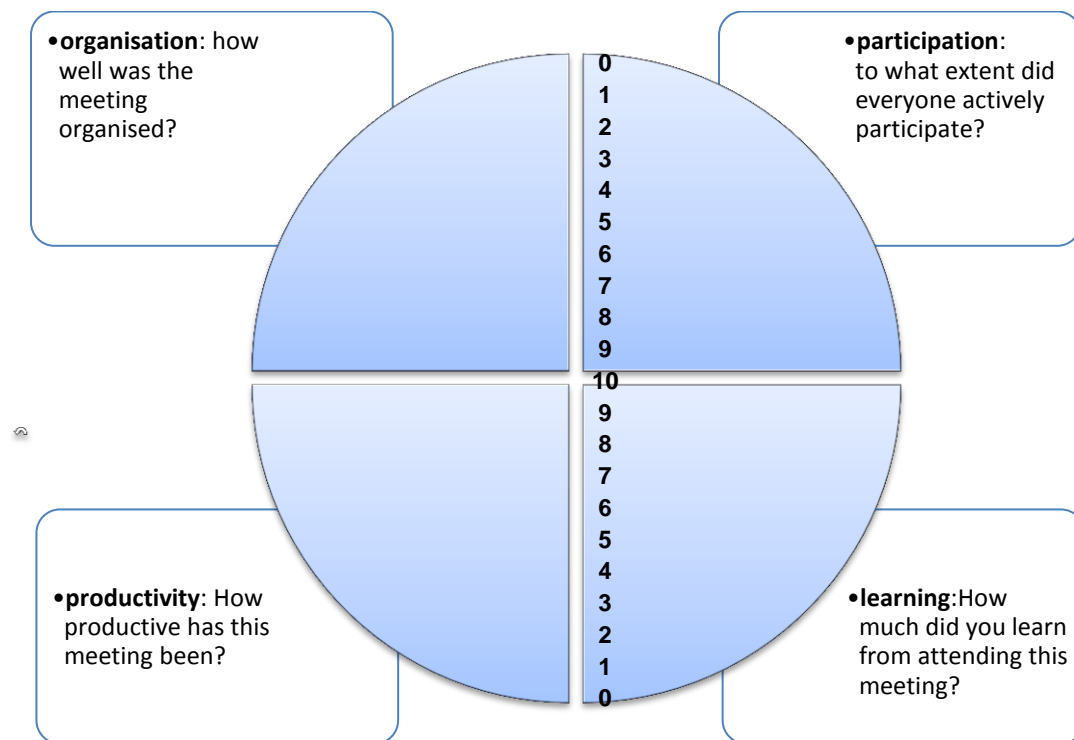 •organisation: how
well was the
meeting
organised?
•participation:
to what extent did
everyone actively
participate?
0
1
2
3
4
5
6
7
8
9
10
9
8
7
6
5
4
3
2
1
0
•productivity: How
productive has this
meeting been?
•learning:How
much did you learn
from attending this
meeting?